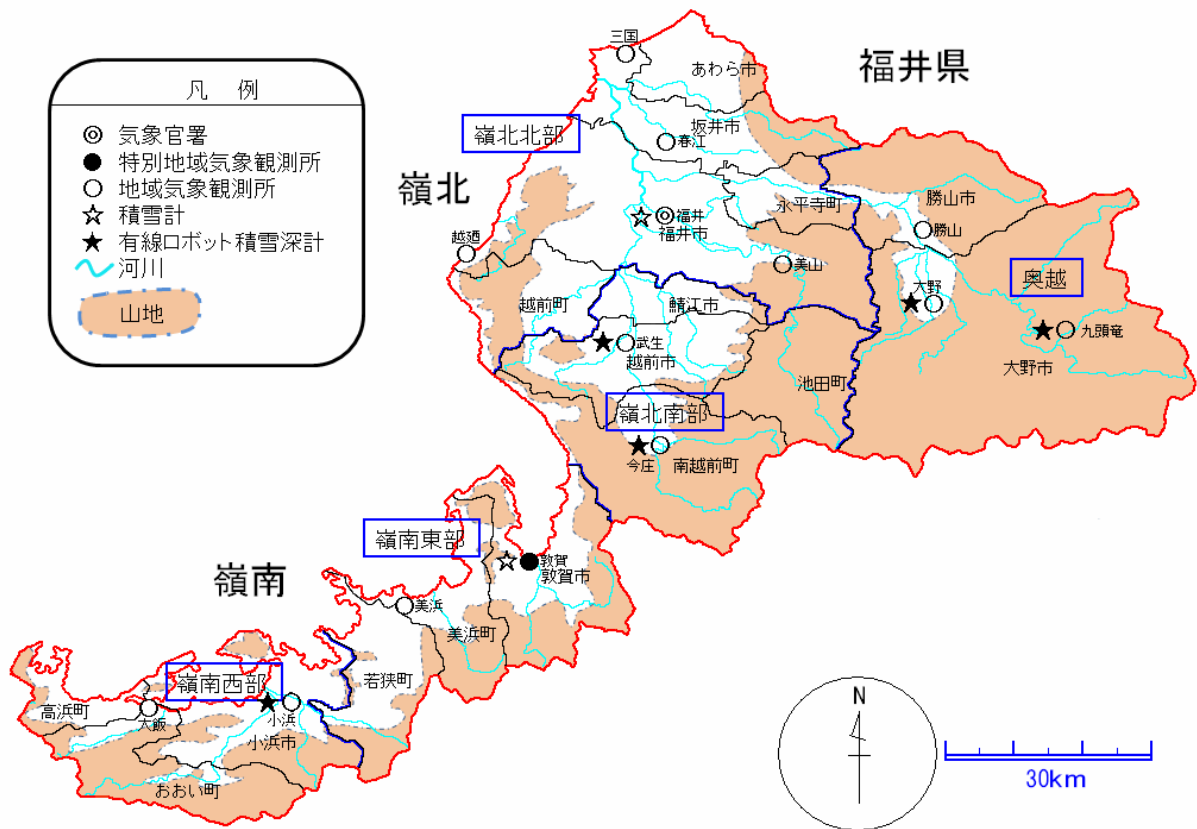 福井県
凡 例
気象官署
特別地域気象観測所
地域気象観測所
積雪計
有線ロボット積雪深計
河川
山地
三国
あわら市
嶺北北部
坂井市
春江
嶺北
永平寺町
勝山市
福井
福井市
勝山
越廼
美山
奥越
大野
越前町
鯖江市
九頭竜
武生
越前市
大野市
池田町
嶺北南部
今庄
南越前町
嶺南東部
敦賀
敦賀市
嶺南
美浜
美浜町
嶺南西部
若狭町
高浜町
大飯
小浜
小浜市
おおい町
N
30km